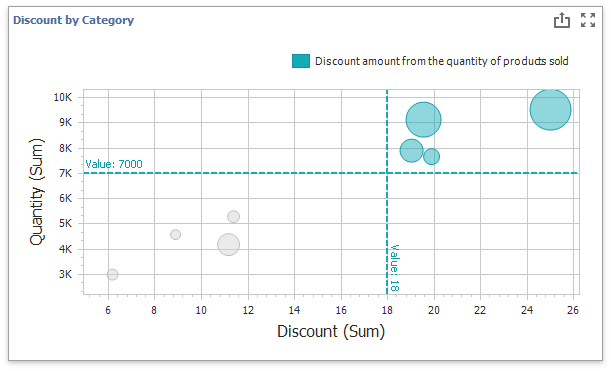 Discount by Category
Discount amount from the quantity of products sold
10K
9K
8K
Value: 7000
7K
6K
5K
4K
3K
Quantity (Sum)
Value: 18
6 8 10 12 14 16 18 20 22 24 26
Discount (Sum)